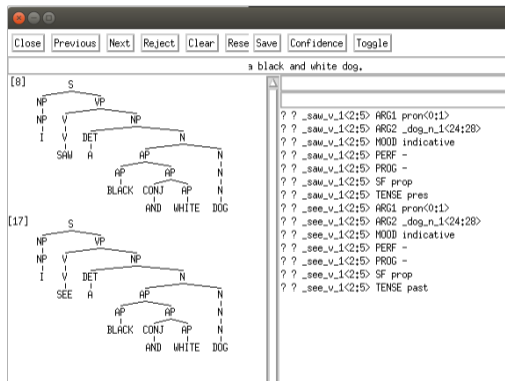 Close Previous Next Reject Clear Rese Save Confidence Toggle
a black and white dog.
[8]
S
NP VP
NP V NP
I V DET N
SAW A AP N
AP AP N
BLACK CONJ AP N
AND WHITE DOG
[17]
S
NP VP
NP V NP
I V DET N
SEE A AP N
AP AP N
BLACK CONJ AP N
AND WHITE DOG
? ? _saw_v_1<2:5> ARG1 pron<0:1>
? ? _saw_v_1<2:5> ARG2 _dog_n_1<24:28>
? ? _saw_v_1<2:5> MOOD indicative
? ? _saw_v_1<2:5> PERF -
? ? _saw_v_1<2:5> PROG -
? ? _saw_v_1<2:5> SF prop
? ? _saw_v_1<2:5> TENSE pres
? ? _see_v_1<2:5> ARG1 pron<0:1>
? ? _see_v_1<2:5> ARG2 _dog_n_1<24:28>
? ? _see_v_1<2:5> MOOD indicative
? ? _see_v_1<2:5> PERF -
? ? _see_v_1<2:5> PROG -
? ? _see_v_1<2:5> SF prop
? ? _see_v_1<2:5> TENSE past